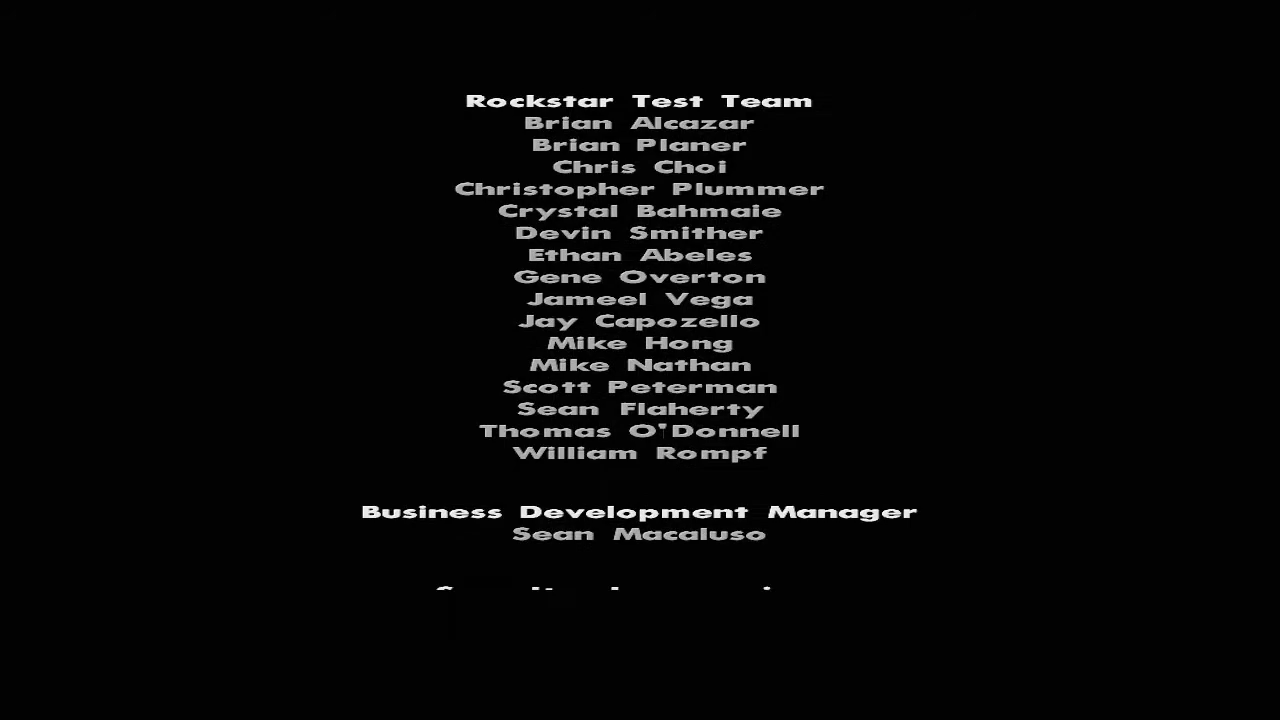 Rockstar Test Team
Brian Alcazar
Brian Planer
Chris Choi
Christopher Plummer
Crystal Bahmaie
Devin Smither
Ethan Abeles
Gene Overton
Jameel Vega
Jay Capozello
Mike Hong
Mike Nathan
Scott Peterman
Sean Flaherty
Thomas O'Donnell
William Rompf
Business Development Manager
Sean Macaluso